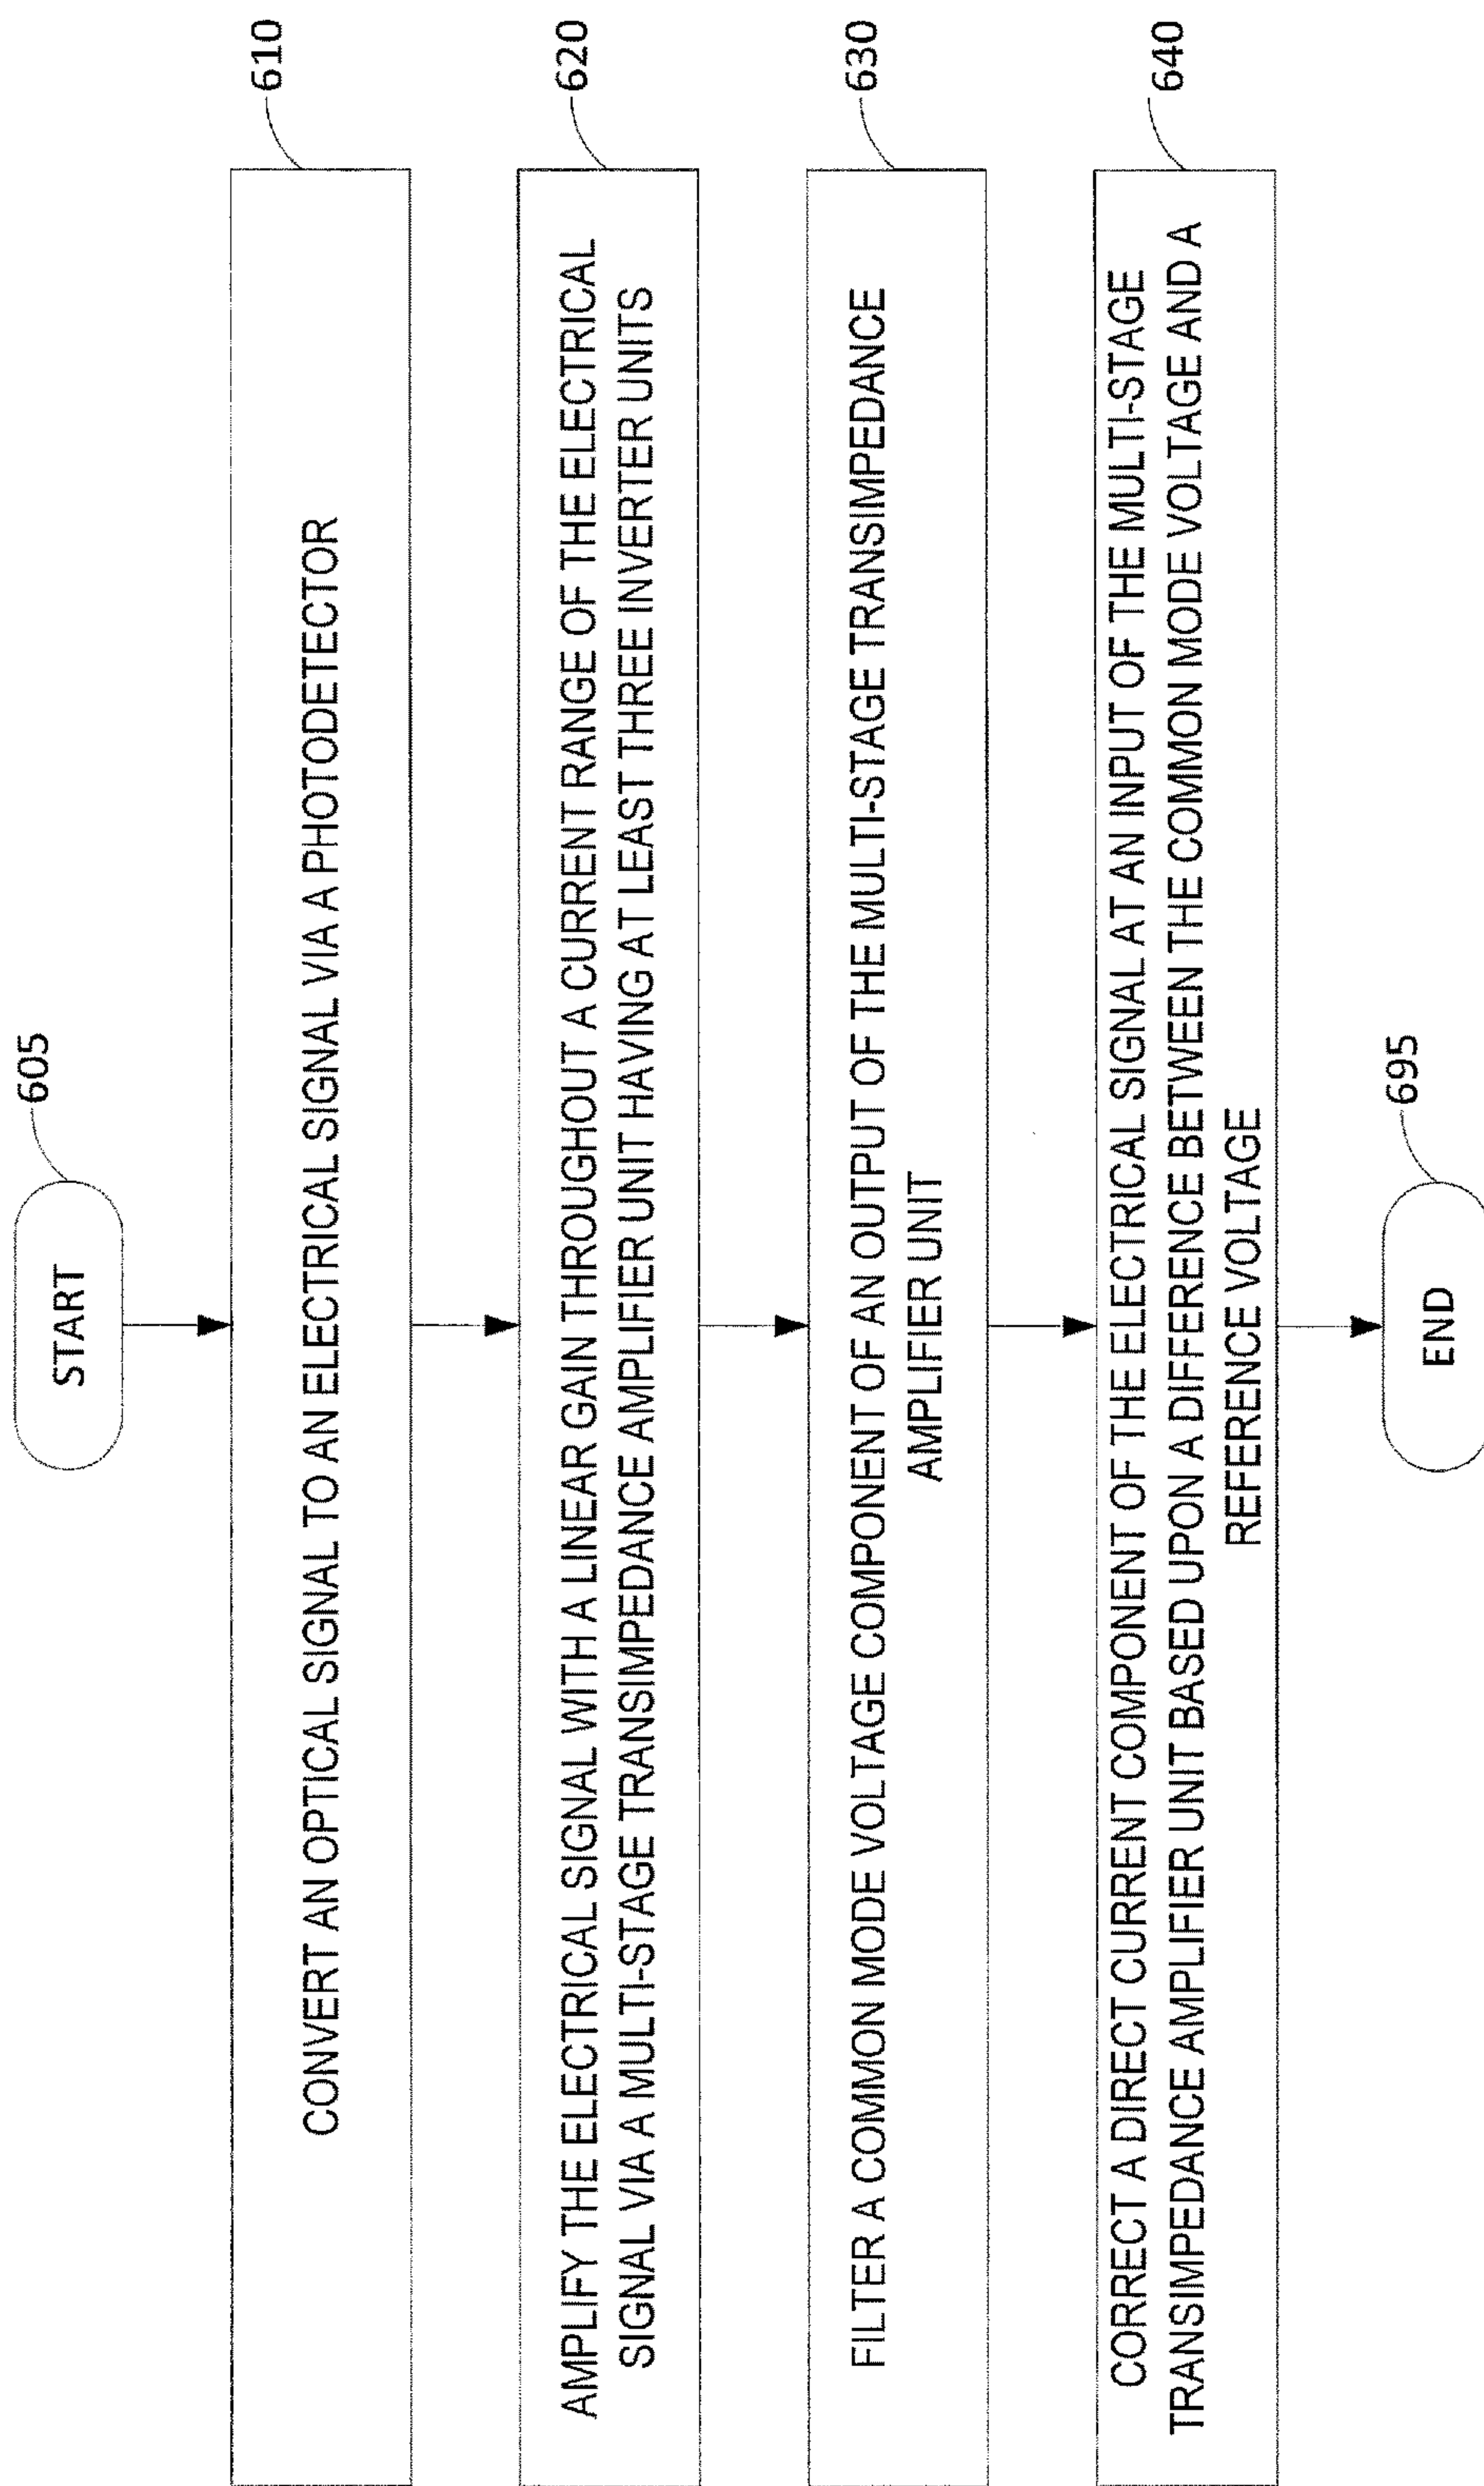 START
605
610
CONVERT AN OPTICAL SIGNAL TO AN ELECTRICAL SIGNAL VIA A PHOTODETECTOR
620
AMPLIFY THE ELECTRICAL SIGNAL WITH A LINEAR GAIN THROUGHOUT A CURRENT RANGE OF THE ELECTRICAL
SIGNAL VIA A MULTI-STAGE TRANSIMPEDANCE AMPLIFIER UNIT HAVING AT LEAST THREE INVERTER UNITS
630
FILTER A COMMON MODE VOLTAGE COMPONENT OF AN OUTPUT OF THE MULTI-STAGE TRANSIMPEDANCE
AMPLIFIER UNIT
640
CORRECT A DIRECT CURRENT COMPONENT OF THE ELECTRICAL SIGNAL AT AN INPUT OF THE MULTI-STAGE
TRANSIMPEDANCE AMPLIFIER UNIT BASED UPON A DIFFERENCE BETWEEN THE COMMON MODE VOLTAGE AND A
REFERENCE VOLTAGE
695
END